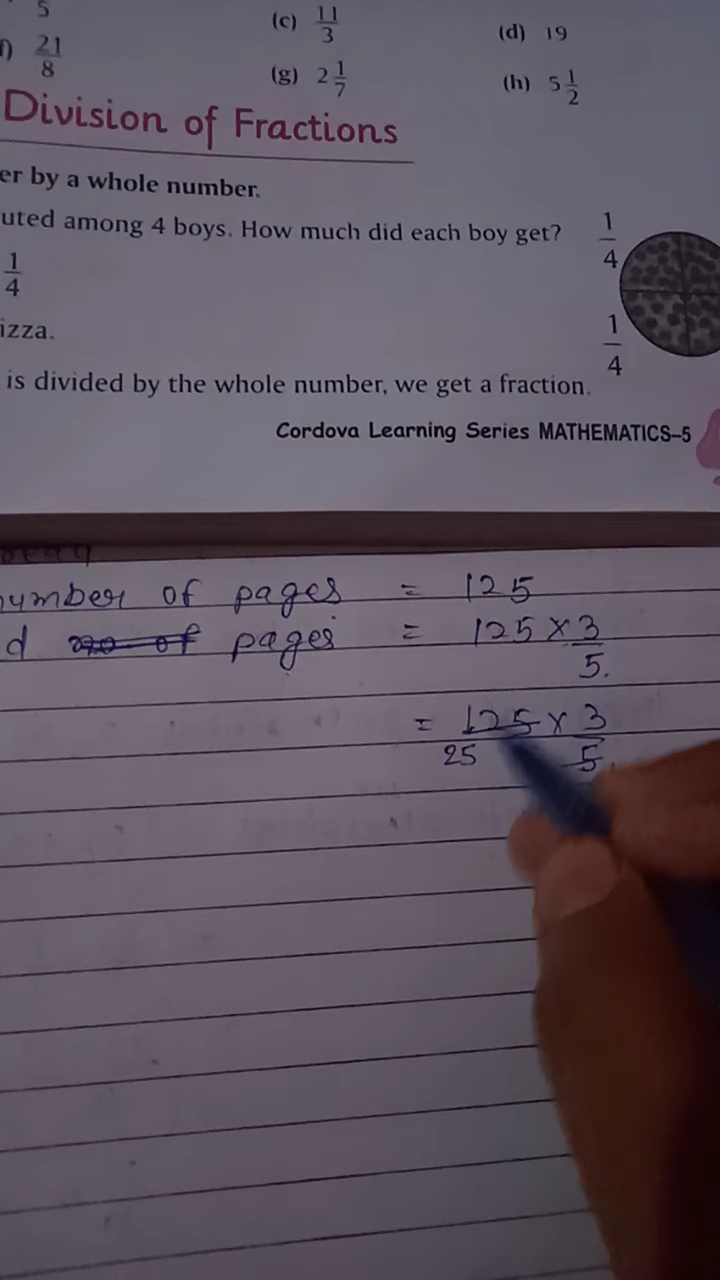 5 (c) 11/3 (d) 19
f) 21/8 (g) 2 1/7 (h) 5 1/2
Division of Fractions
er by a whole number.
uted among 4 boys. How much did each boy get? 1/4
1/4
izza. 1/4
is divided by the whole number, we get a fraction.
Cordova Learning Series MATHEMATICS–5
number of pages = 125
d pages = 125 × 3/5.
= 125 × 3/5
25